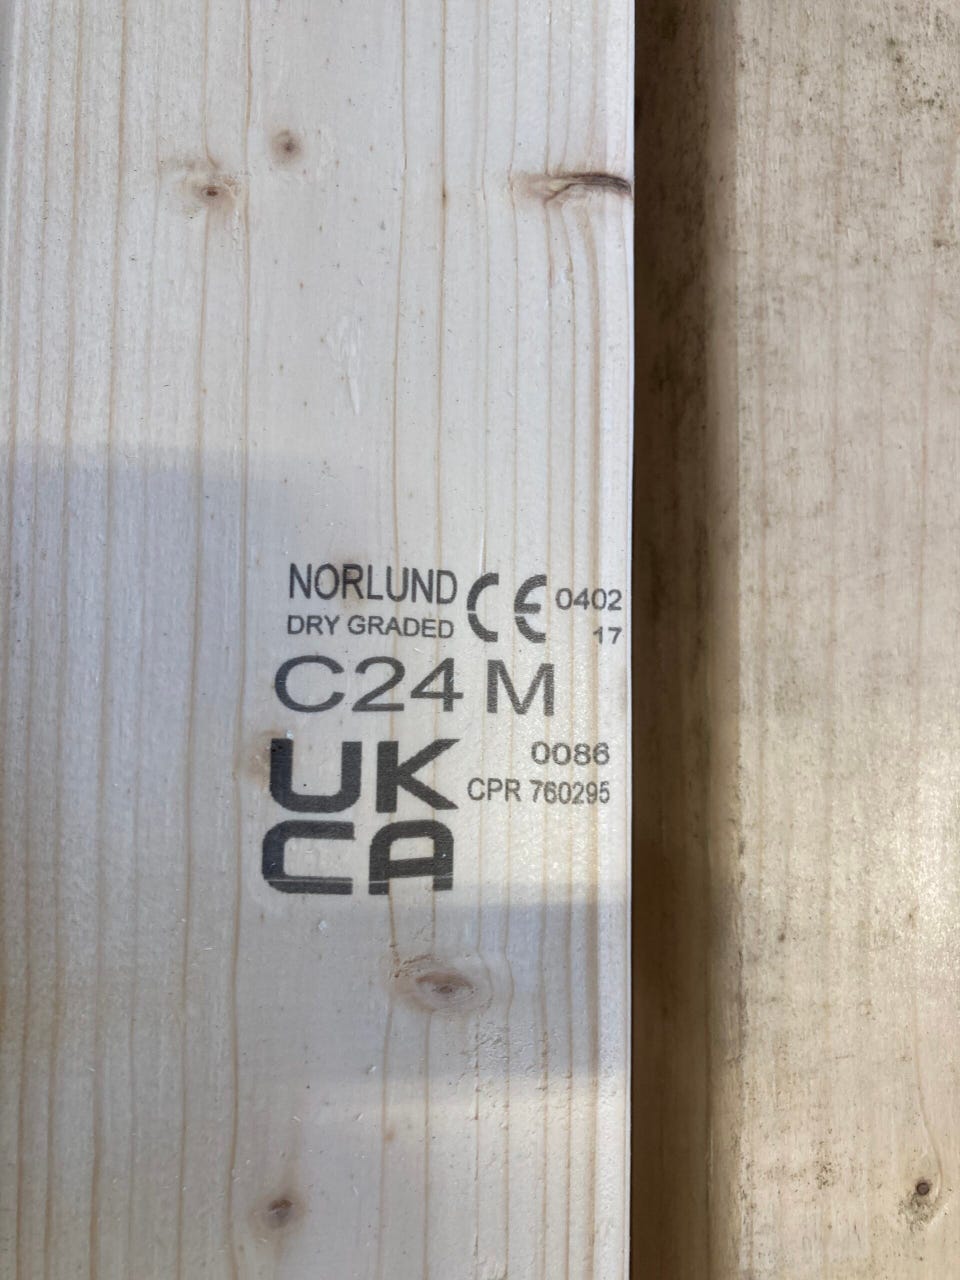 NORLUND CE 0402
DRY GRADED 17
C24 M
UK 0086
CA CPR 760295